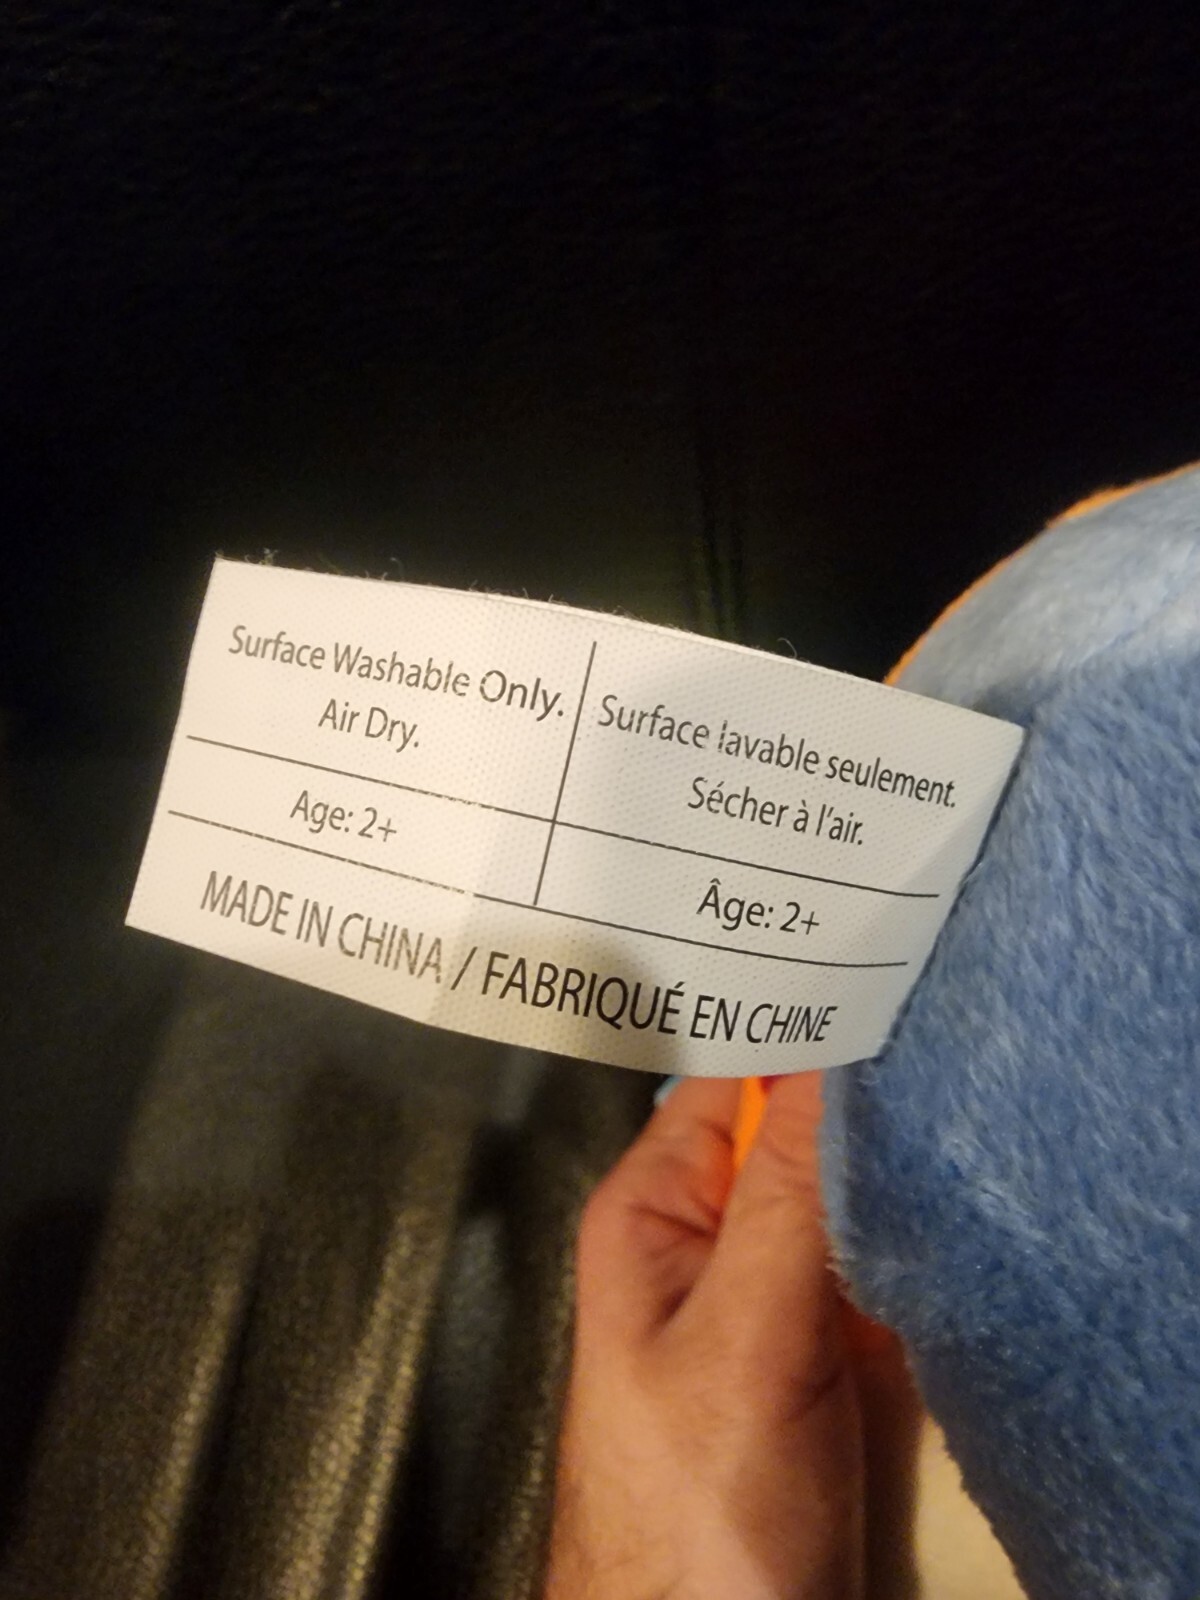 Surface Washable Only.
Air Dry.
Surface lavable seulement.
Sécher à l'air.
Age: 2+
Âge: 2+
MADE IN CHINA / FABRIQUÉ EN CHINE